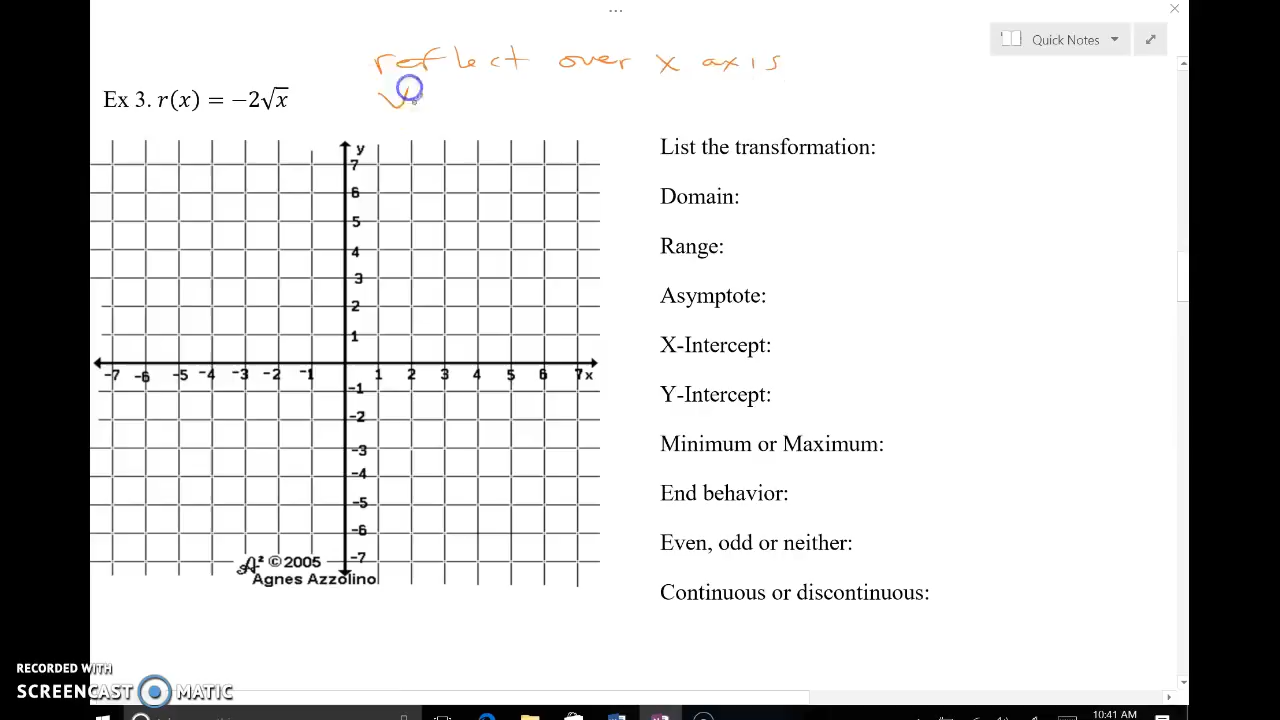 ...
Quick Notes
reflect over x axis
Ex 3. r(x) = −2√x
List the transformation:
Domain:
Range:
Asymptote:
X-Intercept:
Y-Intercept:
Minimum or Maximum:
End behavior:
Even, odd or neither:
Continuous or discontinuous:
y
7
6
5
4
3
2
1
-7 -6 -5 -4 -3 -2 -1 1 2 3 4 5 6 7 x
-1
-2
-3
-4
-5
-6
-7
A² © 2005
Agnes Azzolino
RECORDED WITH
SCREENCAST MATIC
10:41 AM